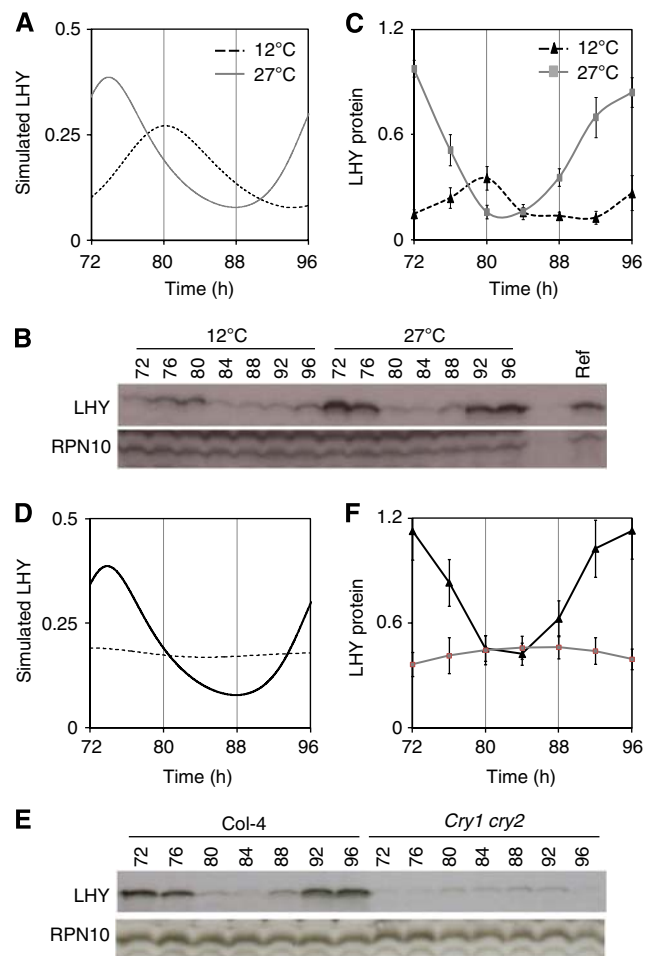 A
0.5
0.25
0
Simulated LHY
12°C
27°C
72 80 88 96
Time (h)
C
1.2
0.6
0
LHY protein
12°C
27°C
72 80 88 96
Time (h)
B
12°C 27°C
72 76 80 84 88 92 96 72 76 80 84 88 92 96 Ref
LHY
RPN10
D
0.5
0.25
0
Simulated LHY
72 80 88 96
Time (h)
F
1.2
0.6
0
LHY protein
72 80 88 96
Time (h)
E
Col-4 Cry1 cry2
72 76 80 84 88 92 96 72 76 80 84 88 92 96
LHY
RPN10